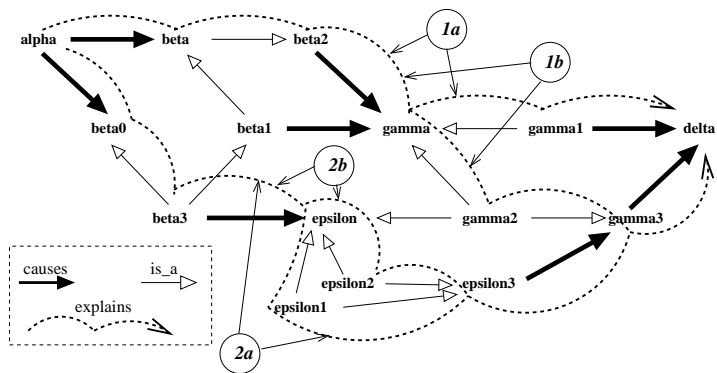 1a
alpha beta beta2
1b
beta0 beta1 gamma gamma1 delta
2b
beta3 epsilon gamma2 gamma3
causes is_a
epsilon2 epsilon3
explains
epsilon1
2a